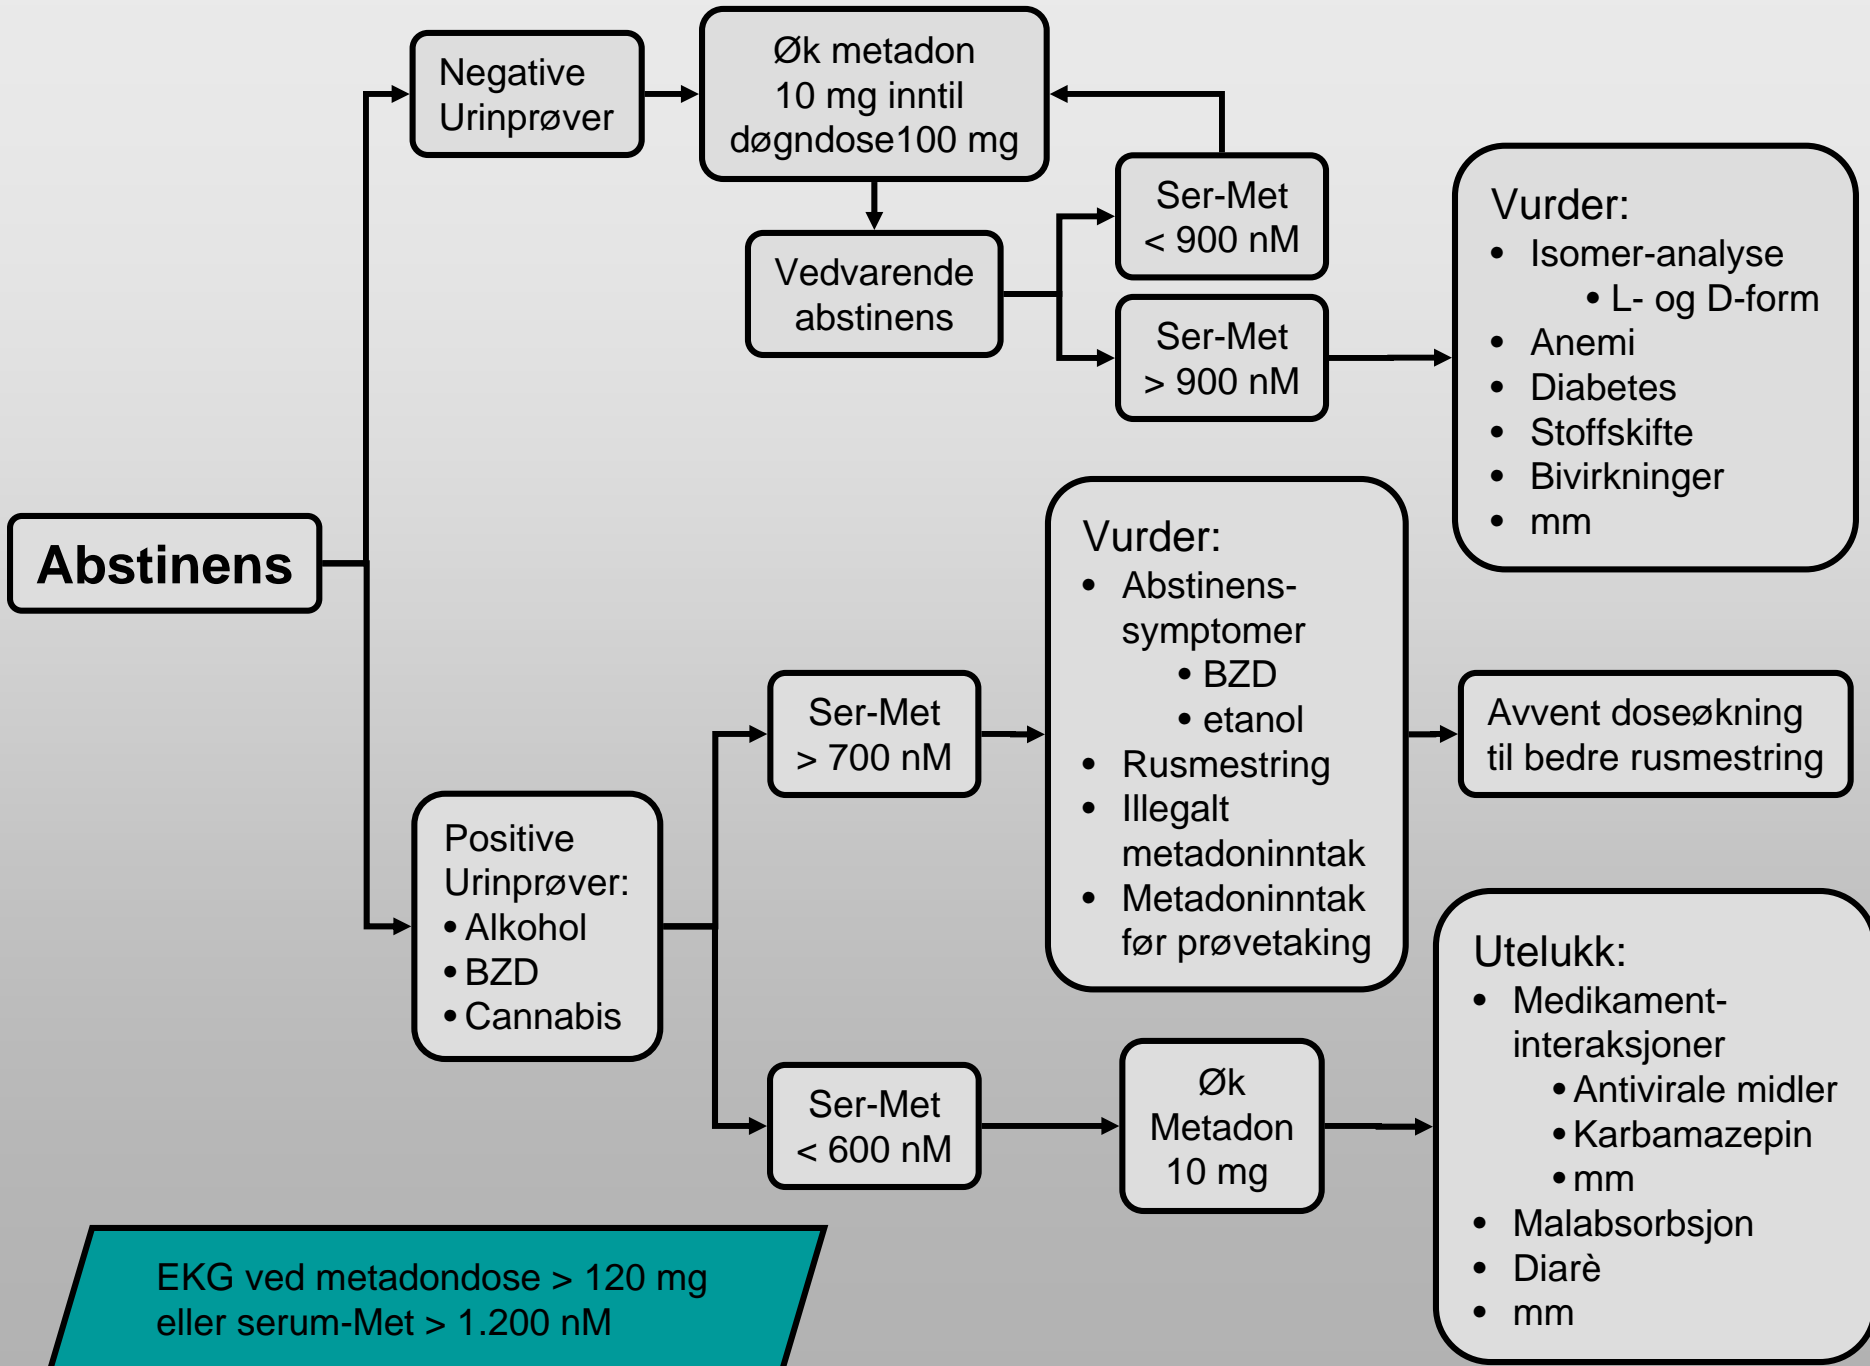 Negative
Urinprøver
Øk metadon
10 mg inntil
døgndose100 mg
Vedvarende
abstinens
Ser-Met
< 900 nM
Ser-Met
> 900 nM
Vurder:
• Isomer-analyse
• L- og D-form
• Anemi
• Diabetes
• Stoffskifte
• Bivirkninger
• mm
Abstinens
Positive
Urinprøver:
• Alkohol
• BZD
• Cannabis
Ser-Met
> 700 nM
Vurder:
• Abstinens-
symptomer
• BZD
• etanol
• Rusmestring
• Illegalt
metadoninntak
• Metadoninntak
før prøvetaking
Avvent doseøkning
til bedre rusmestring
Ser-Met
< 600 nM
Øk
Metadon
10 mg
Utelukk:
• Medikament-
interaksjoner
• Antivirale midler
• Karbamazepin
• mm
• Malabsorbsjon
• Diarè
• mm
EKG ved metadondose > 120 mg
eller serum-Met > 1.200 nM